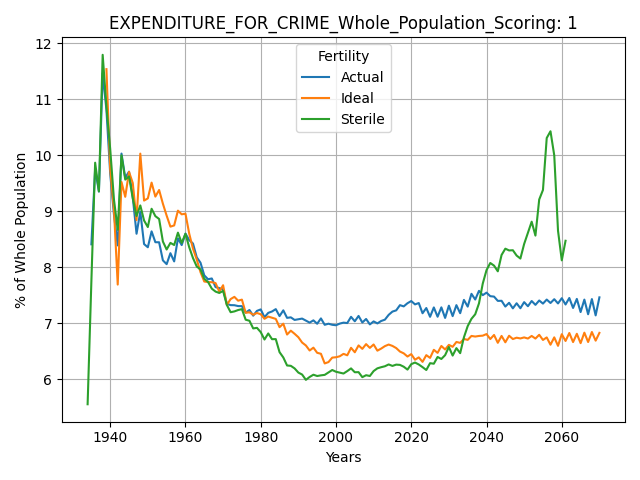 EXPENDITURE_FOR_CRIME_Whole_Population_Scoring: 1
Fertility
Actual
Ideal
Sterile
% of Whole Population
12
11
10
9
8
7
6
1940
1960
1980
2000
2020
2040
2060
Years